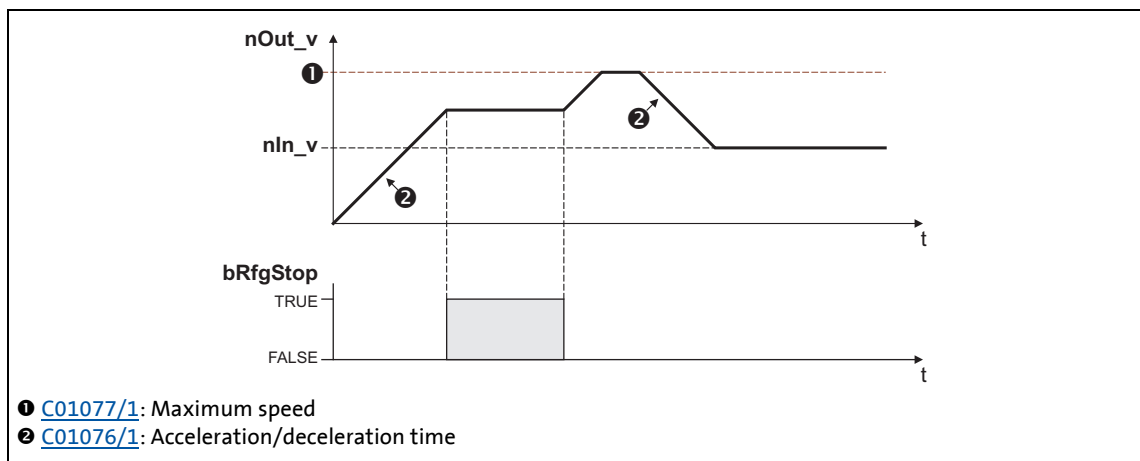 nOut_v
❶
nIn_v
❷
❷
t
bRfgStop
TRUE
FALSE
t
❶ C01077/1: Maximum speed
❷ C01076/1: Acceleration/deceleration time